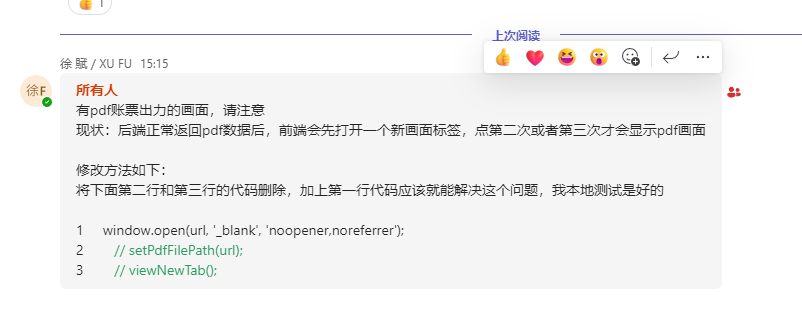 1
上次阅读
徐 赋 / XU FU 15:15
徐F
所有人
有pdf账票出力的画面，请注意
现状：后端正常返回pdf数据后，前端会先打开一个新画面标签，点第二次或者第三次才会显示pdf画面
修改方法如下：
将下面第二行和第三行的代码删除，加上第一行代码应该就能解决这个问题，我本地测试是好的
1 window.open(url, '_blank', 'noopener,noreferrer');
2 // setPdfFilePath(url);
3 // viewNewTab();